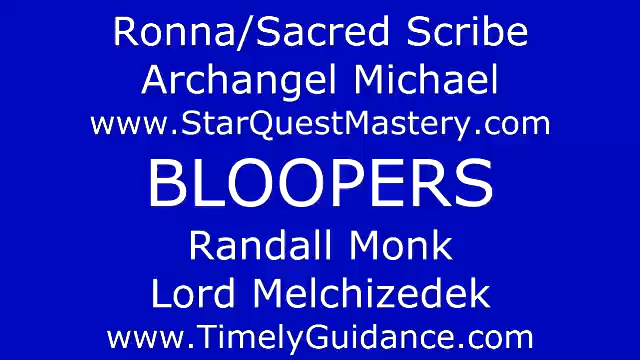 Ronna/Sacred Scribe
Archangel Michael
www.StarQuestMastery.com
BLOOPERS
Randall Monk
Lord Melchizedek
www.TimelyGuidance.com